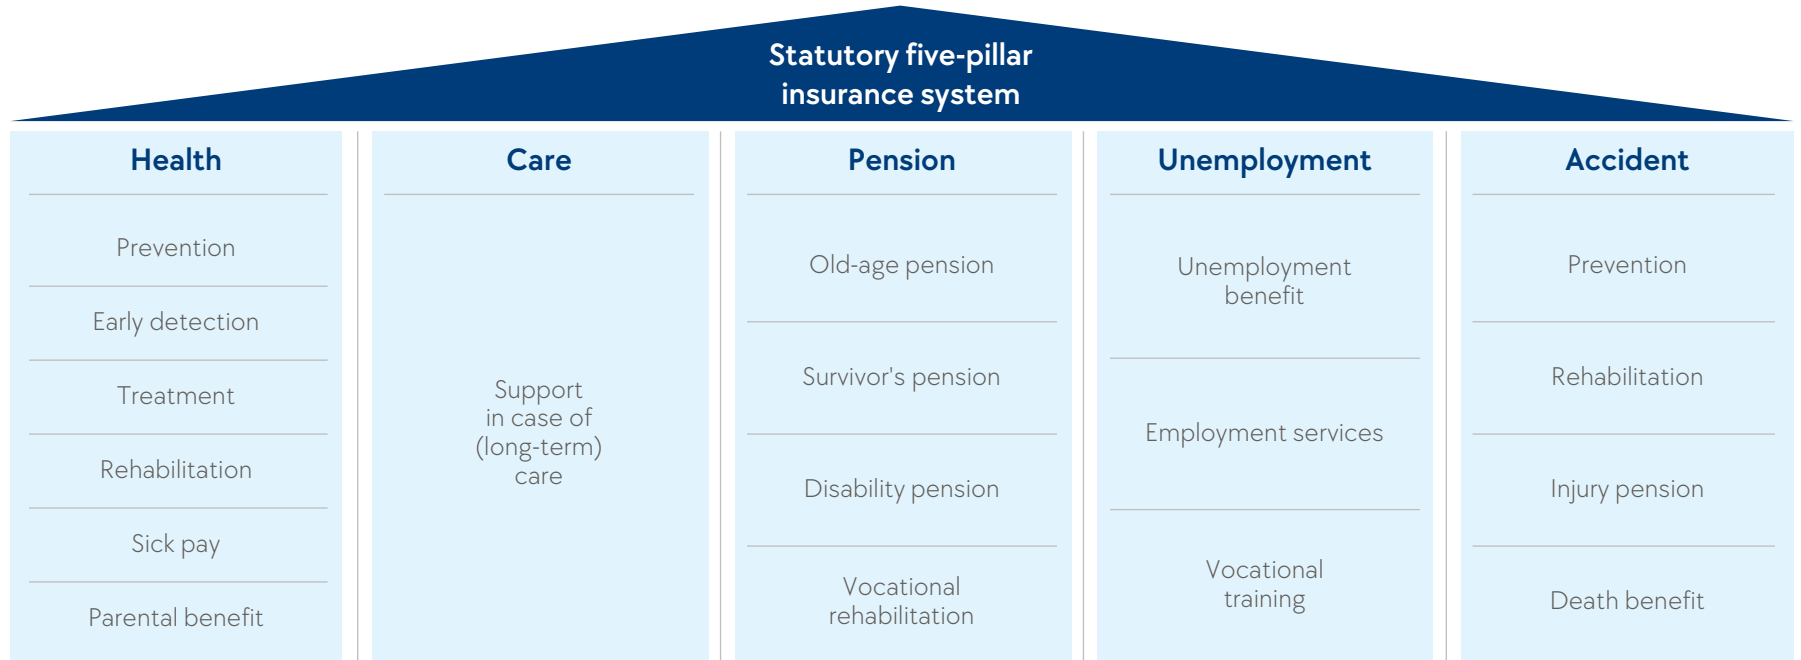 Statutory five-pillar
insurance system
Health
Prevention
Early detection
Treatment
Rehabilitation
Sick pay
Parental benefit
Care
Support
in case of
(long-term)
care
Pension
Old-age pension
Survivor's pension
Disability pension
Vocational
rehabilitation
Unemployment
Unemployment
benefit
Employment services
Vocational
training
Accident
Prevention
Rehabilitation
Injury pension
Death benefit